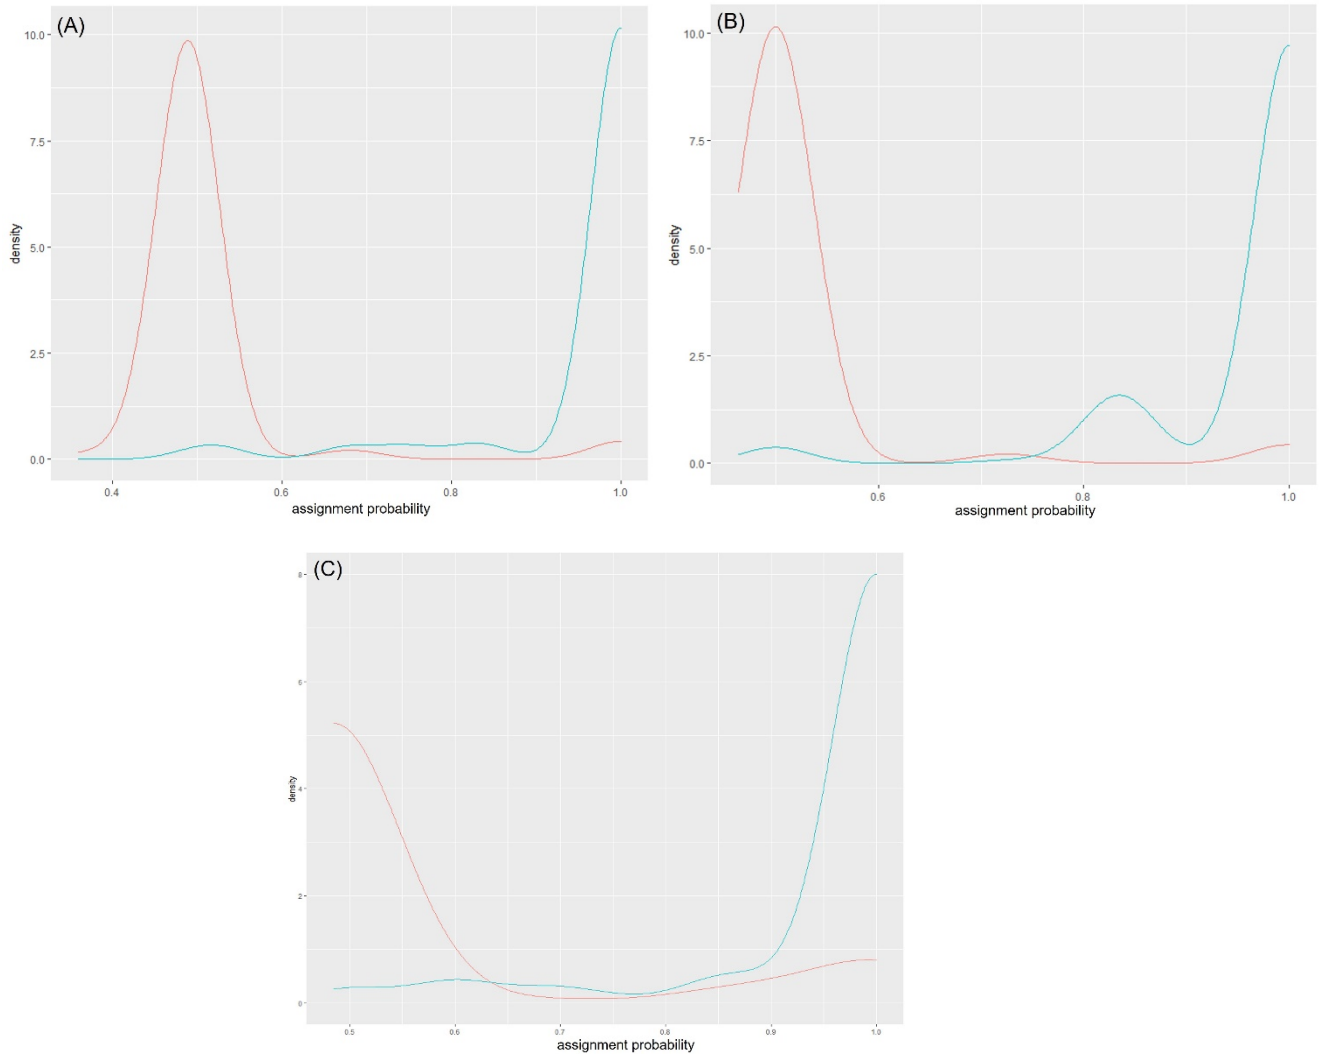 (A)
10.0
7.5
5.0
2.5
0.0
density
0.4 0.6 0.8 1.0
assignment probability
(B)
10.0
7.5
5.0
2.5
0.0
density
0.6 0.8 1.0
assignment probability
(C)
8
6
4
2
0
density
0.5 0.6 0.7 0.8 0.9 1.0
assignment probability